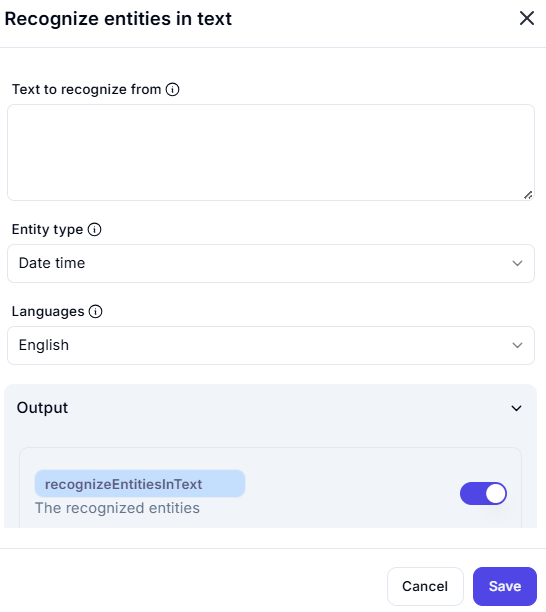 Recognize entities in text
Text to recognize from
Entity type
Date time
Languages
English
Output
recognizeEntitiesInText
The recognized entities
Cancel
Save